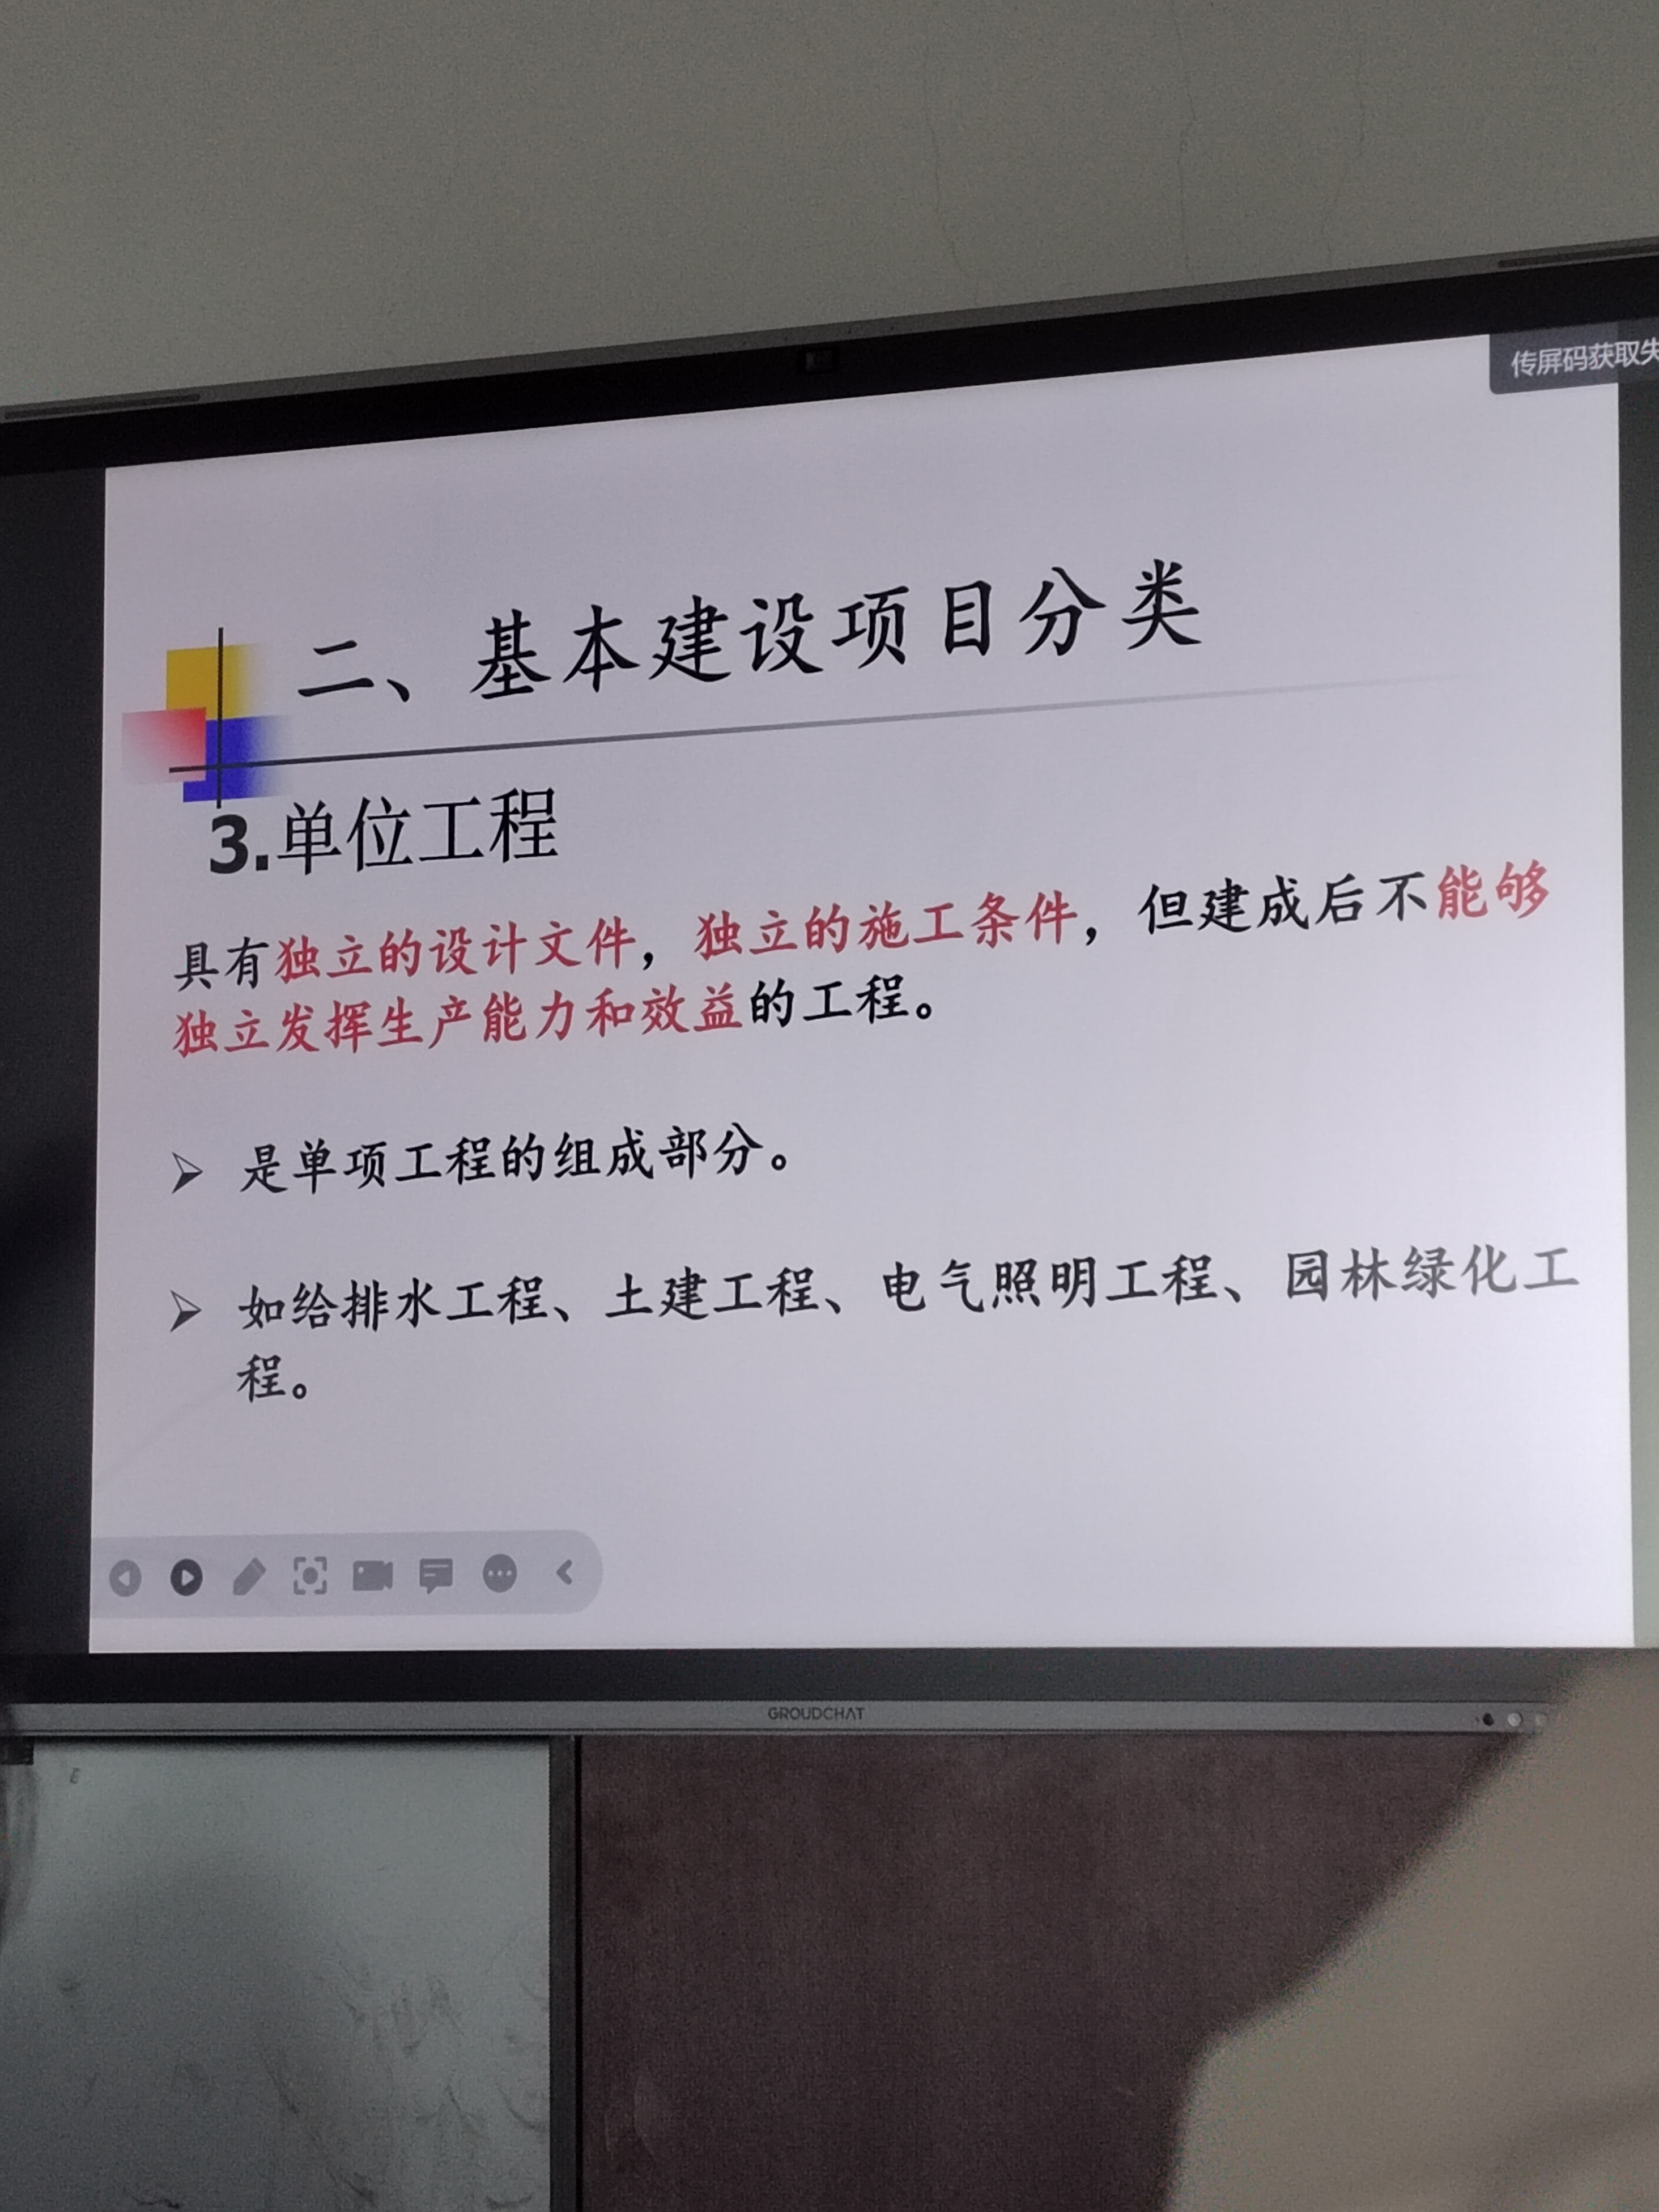 传屏码获取失
二、基本建设项目分类
3.单位工程
具有独立的设计文件，独立的施工条件，但建成后不能够
独立发挥生产能力和效益的工程。
➢ 是单项工程的组成部分。
➢ 如给排水工程、土建工程、电气照明工程、园林绿化工
程。
GROUDCHAT